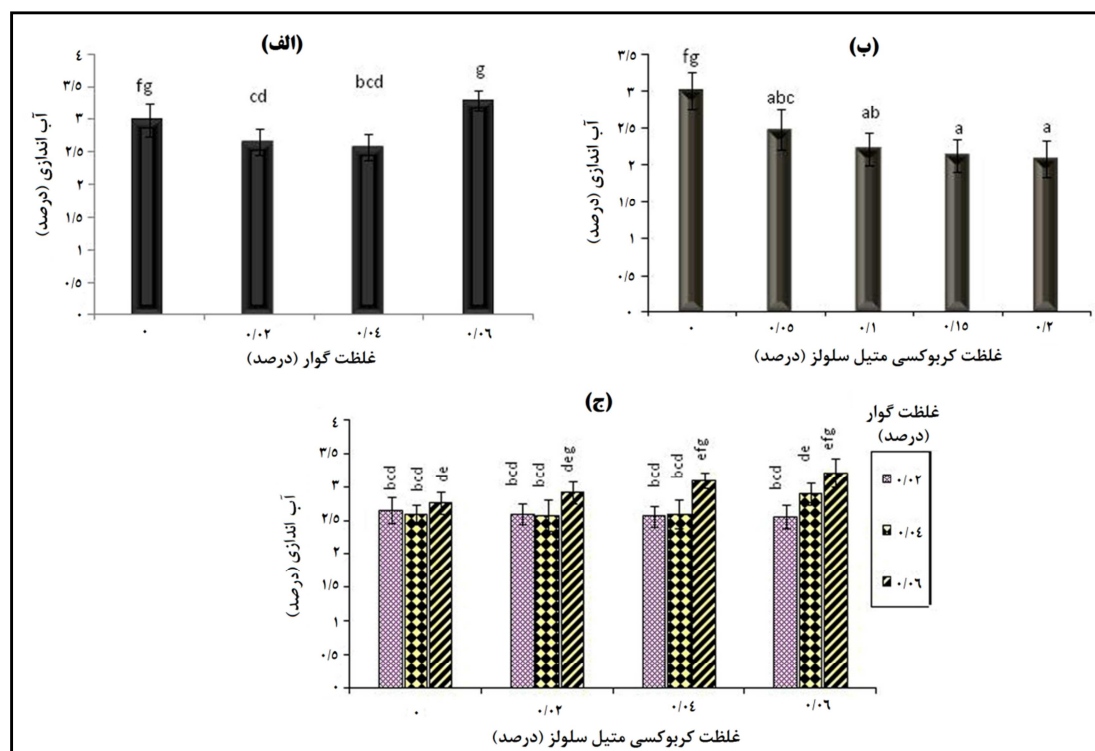 (الف)
٤
٣/٥
٣
٢/٥
٢
١/٥
١
٠/٥
٠
آب اندازی (درصد)
fg
cd
bcd
g
٠
٠/٠٢
٠/٠٤
٠/٠٦
غلظت گوار (درصد)
(ب)
٣/٥
٣
٢/٥
٢
١/٥
١
٠/٥
٠
آب اندازی (درصد)
fg
abc
ab
a
a
٠
٠/٠٥
٠/١
٠/١٥
٠/٢
غلظت کربوکسی متیل سلولز (درصد)
(ج)
٤
٣/٥
٣
٢/٥
٢
١/٥
١
٠/٥
٠
آب اندازی (درصد)
bcd
bcd
de
bcd
bcd
deg
bcd
bcd
efg
bcd
de
efg
٠
٠/٠٢
٠/٠٤
٠/٠٦
غلظت کربوکسی متیل سلولز (درصد)
غلظت گوار
(درصد)
٠/٠٢
٠/٠٤
٠/٠٦